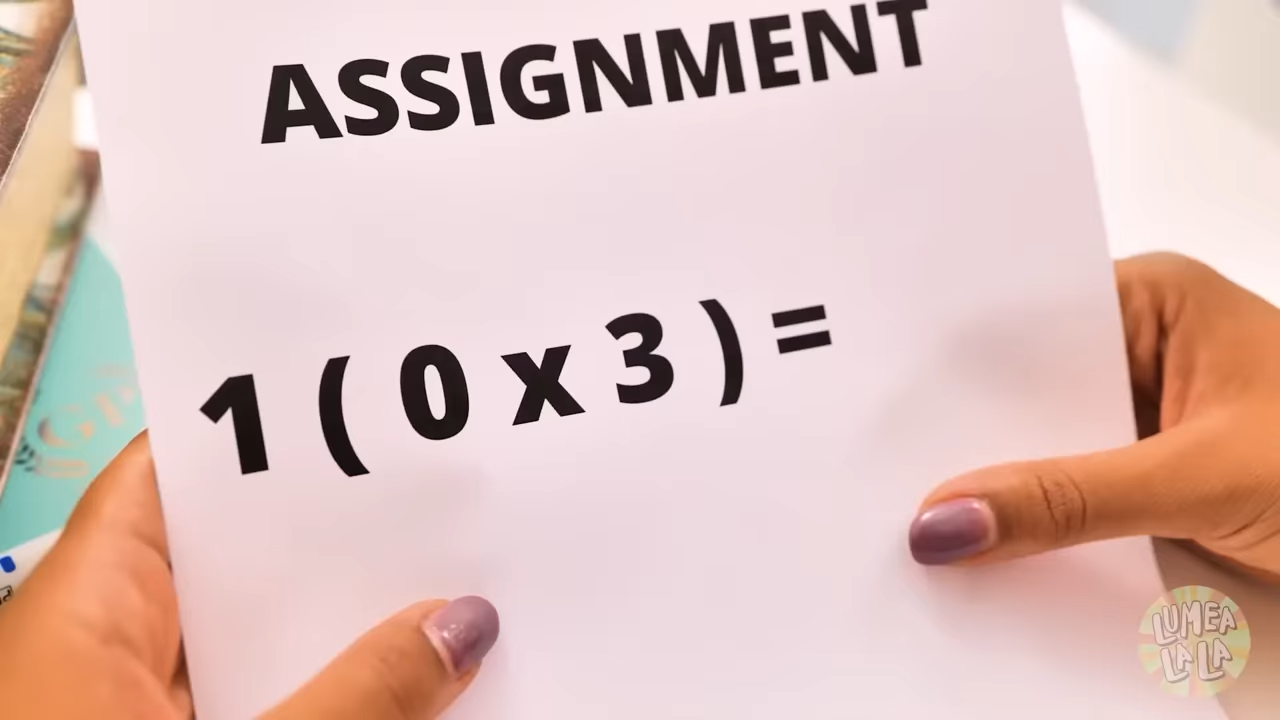 ASSIGNMENT
1 ( 0 x 3 ) =
LUMEA
LA LA